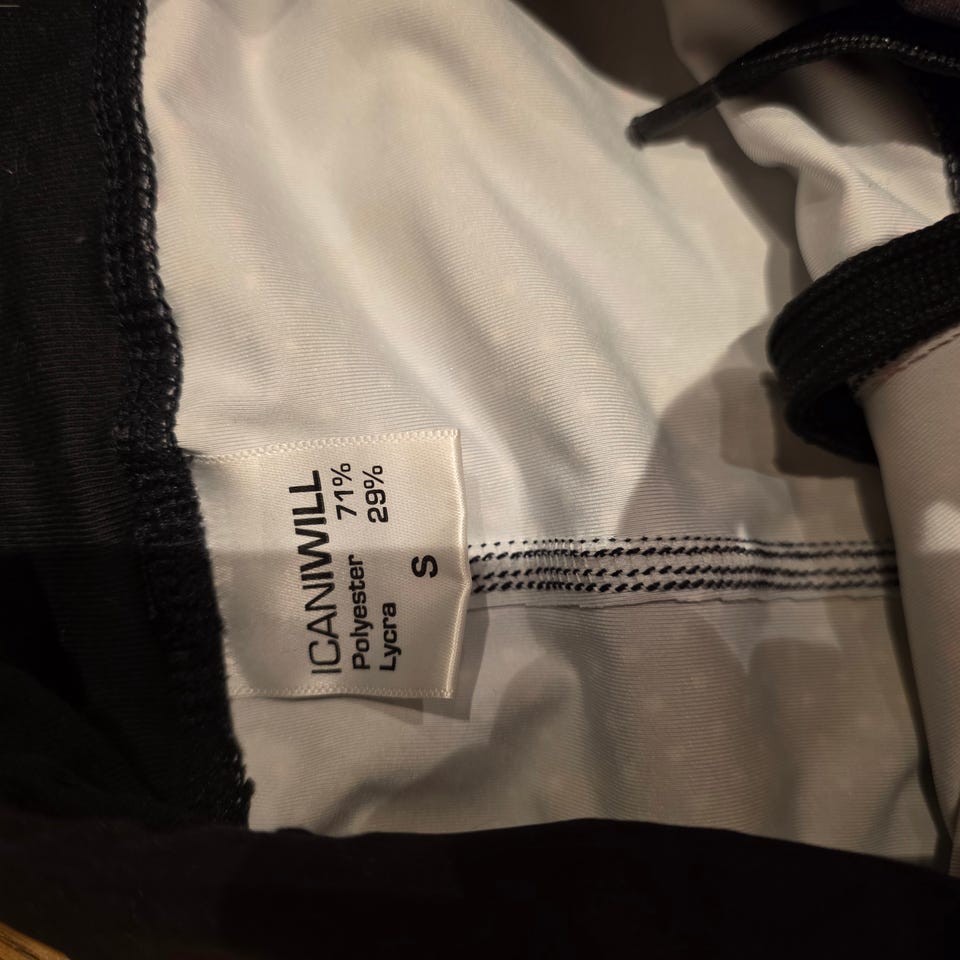 ICANIWILL
Polyester 71%
Lycra 29%
S